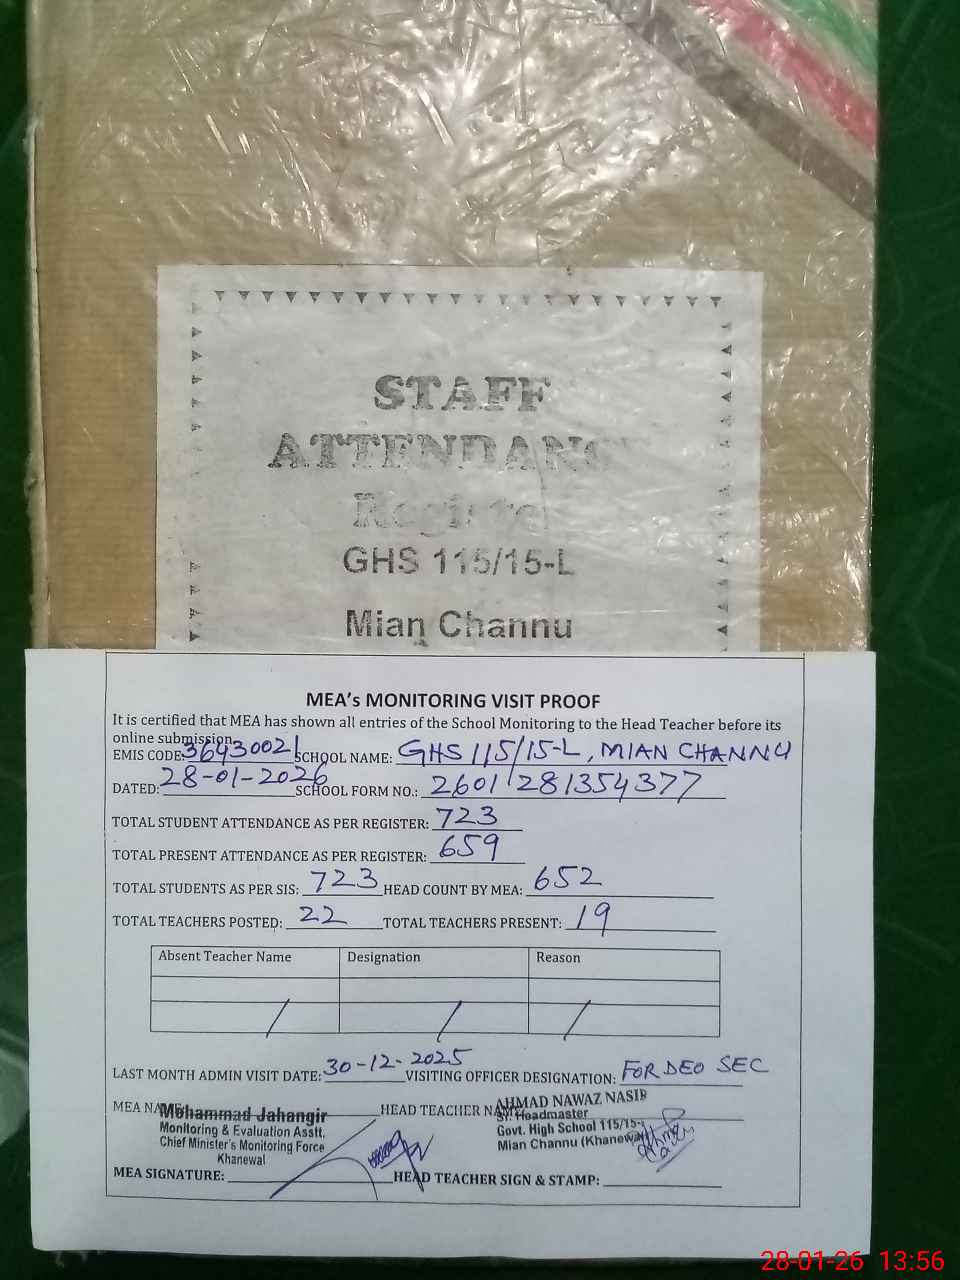 STAFF
ATTENDANC
Register
GHS 115/15-L
Mian Channu
MEA's MONITORING VISIT PROOF
It is certified that MEA has shown all entries of the School Monitoring to the Head Teacher before its
online submission.
EMIS CODE: 36430021 SCHOOL NAME: GHS 115/15-L, MIAN CHANNU
DATED: 28-01-2026 SCHOOL FORM NO.: 2601281354377
TOTAL STUDENT ATTENDANCE AS PER REGISTER: 723
TOTAL PRESENT ATTENDANCE AS PER REGISTER: 659
TOTAL STUDENTS AS PER SIS: 723 HEAD COUNT BY MEA: 652
TOTAL TEACHERS POSTED: 22 TOTAL TEACHERS PRESENT: 19
Absent Teacher Name Designation Reason
LAST MONTH ADMIN VISIT DATE: 30-12-2025 VISITING OFFICER DESIGNATION: FOR DEO SEC
MEA NAME Mohammad Jahangir HEAD TEACHER NAME AHMAD NAWAZ NASIR
Monitoring & Evaluation Asstt. Sr. Headmaster
Chief Minister's Monitoring Force Govt. High School 115/15-
Khanewal Mian Channu (Khanewal)
MEA SIGNATURE: HEAD TEACHER SIGN & STAMP:
28-01-26 13:56